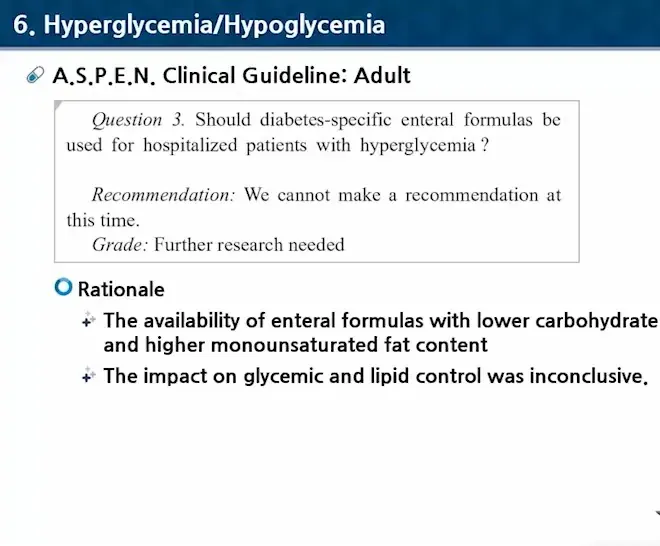 6. Hyperglycemia/Hypoglycemia
A.S.P.E.N. Clinical Guideline: Adult
Question 3. Should diabetes-specific enteral formulas be
used for hospitalized patients with hyperglycemia ?
Recommendation: We cannot make a recommendation at
this time.
Grade: Further research needed
Rationale
The availability of enteral formulas with lower carbohydrate
and higher monounsaturated fat content
The impact on glycemic and lipid control was inconclusive.